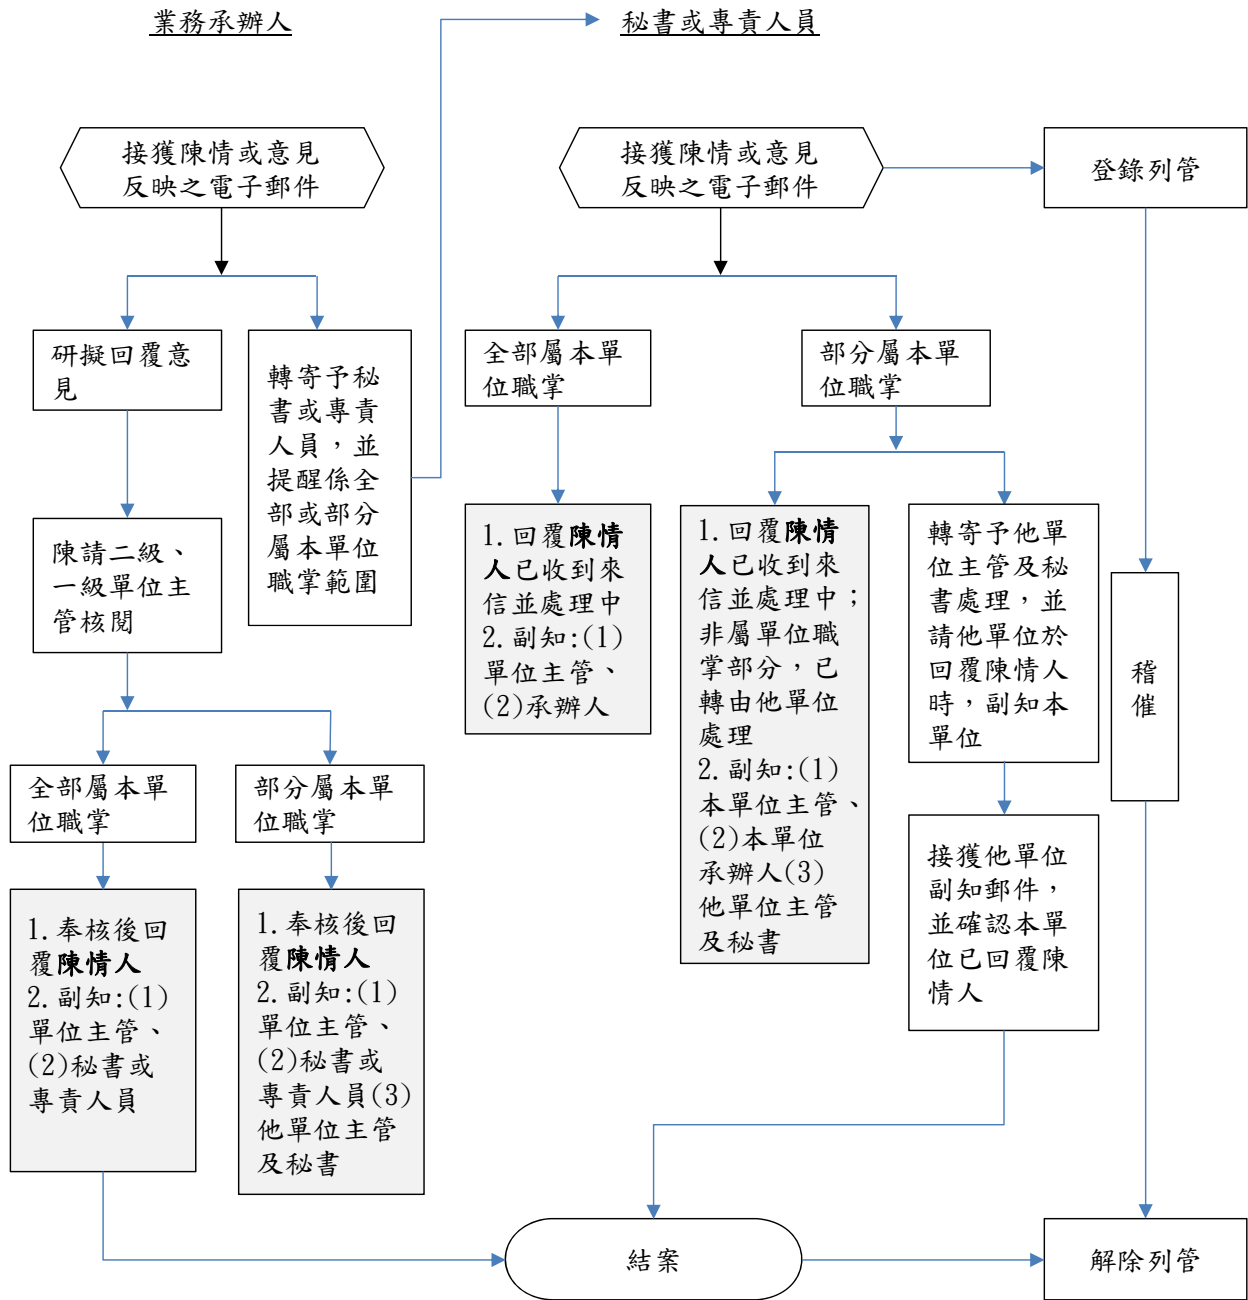 業務承辦人
秘書或專責人員
接獲陳情或意見
反映之電子郵件
接獲陳情或意見
反映之電子郵件
登錄列管
研擬回覆意
見
轉寄予秘
書或專責
人員，並
提醒係全
部或部分
屬本單位
職掌範圍
全部屬本單
位職掌
部分屬本單
位職掌
陳請二級、
一級單位主
管核閱
1.回覆陳情
人已收到來
信並處理中
2.副知:(1)
單位主管、
(2)承辦人
1.回覆陳情
人已收到來
信並處理中；
非屬單位職
掌部分，已
轉由他單位
處理
2.副知:(1)
本單位主管、
(2)本單位
承辦人(3)
他單位主管
及秘書
轉寄予他單
位主管及秘
書處理，並
請他單位於
回覆陳情人
時，副知本
單位
稽
催
全部屬本單
位職掌
部分屬本單
位職掌
接獲他單位
副知郵件，
並確認本單
位已回覆陳
情人
1.奉核後回
覆陳情人
2.副知:(1)
單位主管、
(2)秘書或
專責人員
1.奉核後回
覆陳情人
2.副知:(1)
單位主管、
(2)秘書或
專責人員(3)
他單位主管
及秘書
結案
解除列管